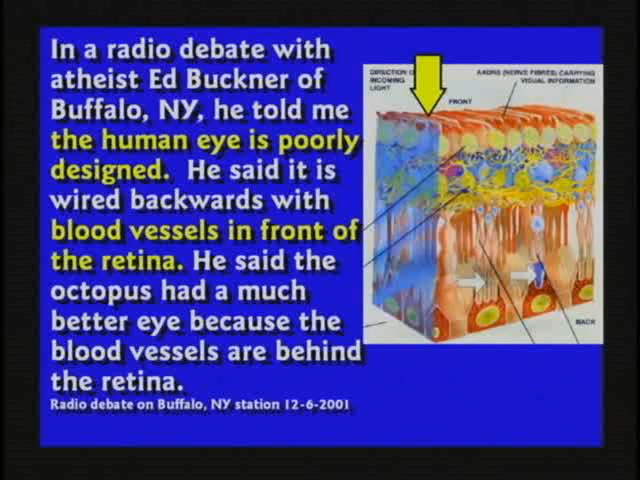 In a radio debate with
atheist Ed Buckner of
Buffalo, NY, he told me
the human eye is poorly
designed. He said it is
wired backwards with
blood vessels in front of
the retina. He said the
octopus had a much
better eye because the
blood vessels are behind
the retina.
Radio debate on Buffalo, NY station 12-6-2001
DIRECTION O
INCOMING
LIGHT
AXONS (NERVE FIBRES) CARRYING
VISUAL INFORMATION
FRONT
BACK